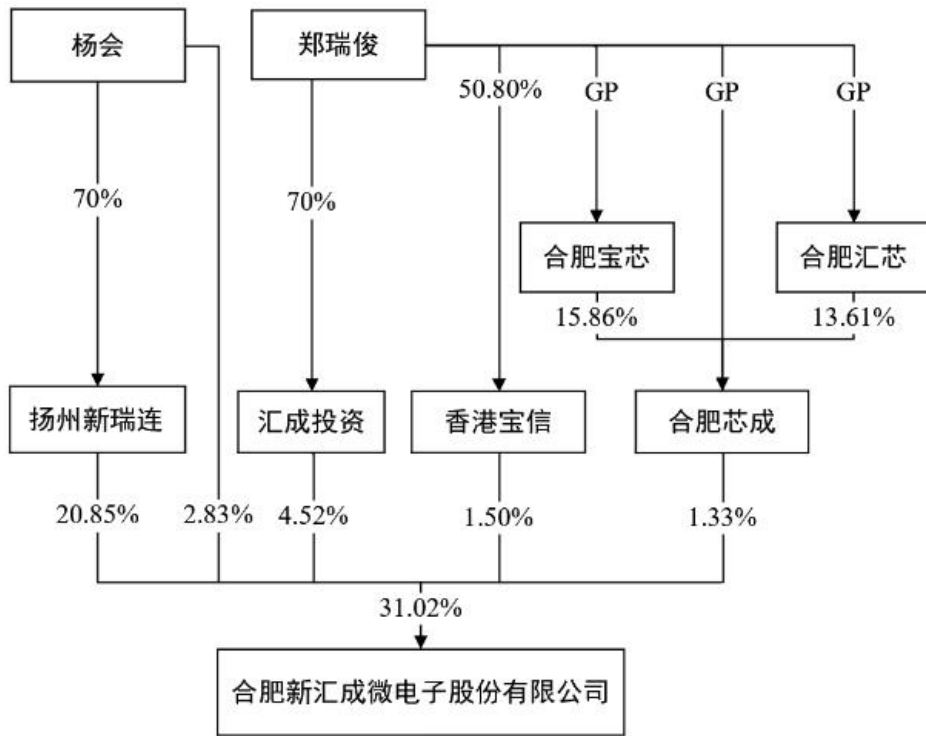 杨会
郑瑞俊
50.80%
GP
GP
GP
70%
70%
合肥宝芯
合肥汇芯
15.86%
13.61%
扬州新瑞连
汇成投资
香港宝信
合肥芯成
20.85%
2.83%
4.52%
1.50%
1.33%
31.02%
合肥新汇成微电子股份有限公司